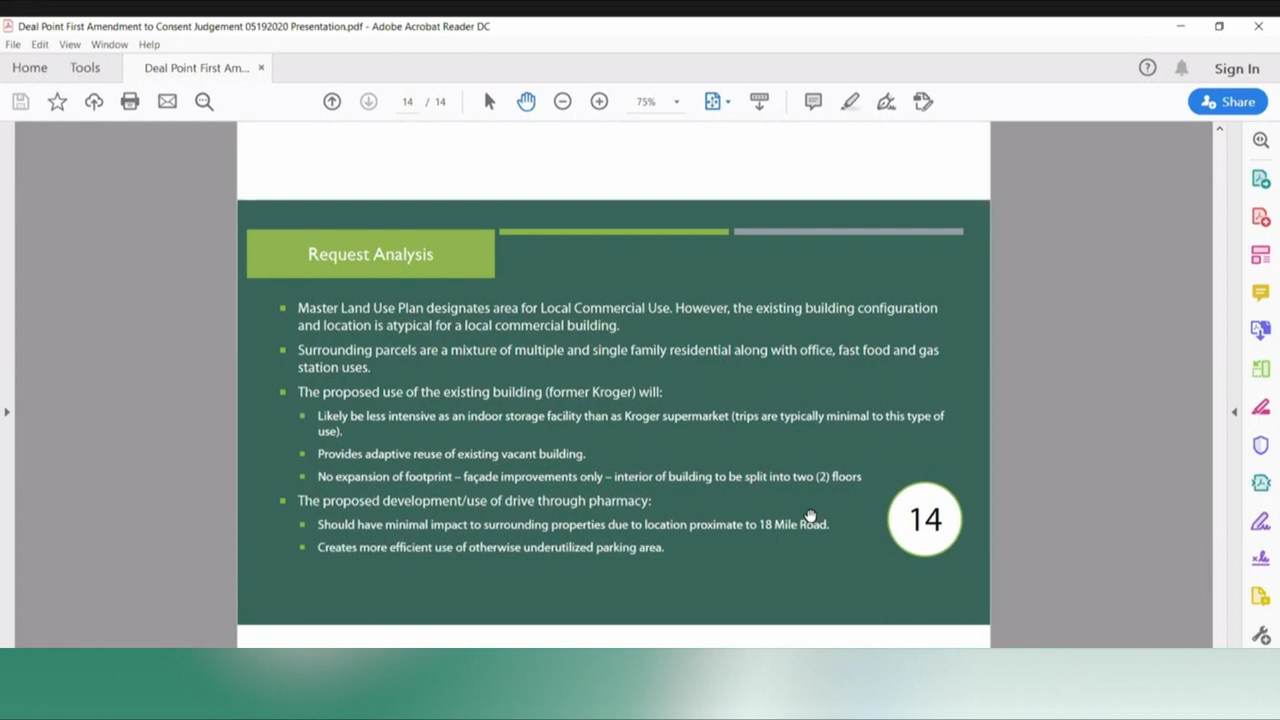 Deal Point First Amendment to Consent Judgement 05192020 Presentation.pdf - Adobe Acrobat Reader DC
File Edit View Window Help
Home Tools Deal Point First Am... × Sign In
14 / 14 75% Share
Request Analysis
Master Land Use Plan designates area for Local Commercial Use. However, the existing building configuration
and location is atypical for a local commercial building.
Surrounding parcels are a mixture of multiple and single family residential along with office, fast food and gas
station uses.
The proposed use of the existing building (former Kroger) will:
Likely be less intensive as an indoor storage facility than as Kroger supermarket (trips are typically minimal to this type of
use).
Provides adaptive reuse of existing vacant building.
No expansion of footprint – façade improvements only – interior of building to be split into two (2) floors
The proposed development/use of drive through pharmacy:
Should have minimal impact to surrounding properties due to location proximate to 18 Mile Road.
Creates more efficient use of otherwise underutilized parking area.
14